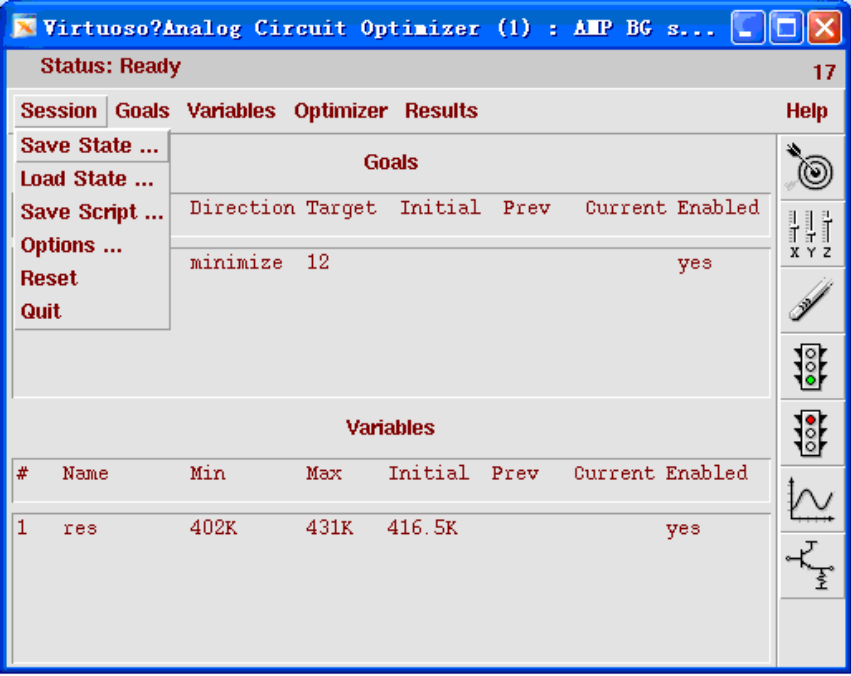 Virtuoso?Analog Circuit Optimizer (1) : AMP BG s...
Status: Ready
17
Session Goals Variables Optimizer Results Help
Save State ...
Load State ...
Save Script ...
Options ...
Reset
Quit
Goals
Direction Target Initial Prev Current Enabled
minimize 12 yes
X Y Z
Variables
# Name Min Max Initial Prev Current Enabled
1 res 402K 431K 416.5K yes